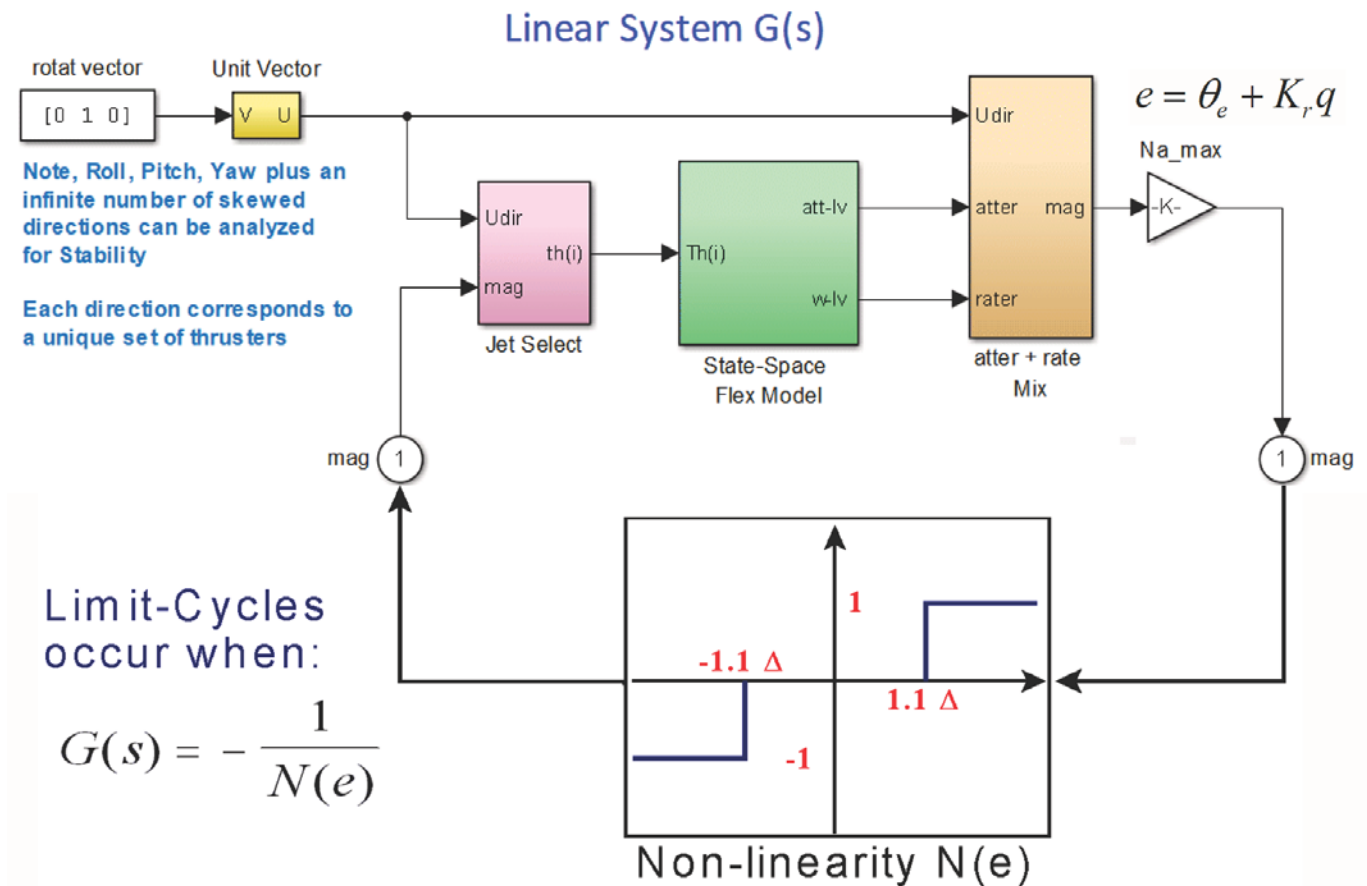 Linear System G(s)
rotat vector
Unit Vector
[0 1 0]
V U
Udir
e = θₑ + Kᵣq
Na_max
Note, Roll, Pitch, Yaw plus an
infinite number of skewed
directions can be analyzed
for Stability
Each direction corresponds to
a unique set of thrusters
Udir
mag
th(i)
Jet Select
Th(i)
att-lv
w-lv
State-Space
Flex Model
atter
rater
mag
atter + rate
Mix
-K-
mag 1
1 mag
Limit-Cycles
occur when:
G(s) = - 1 / N(e)
1
-1.1 Δ
1.1 Δ
-1
Non-linearity N(e)